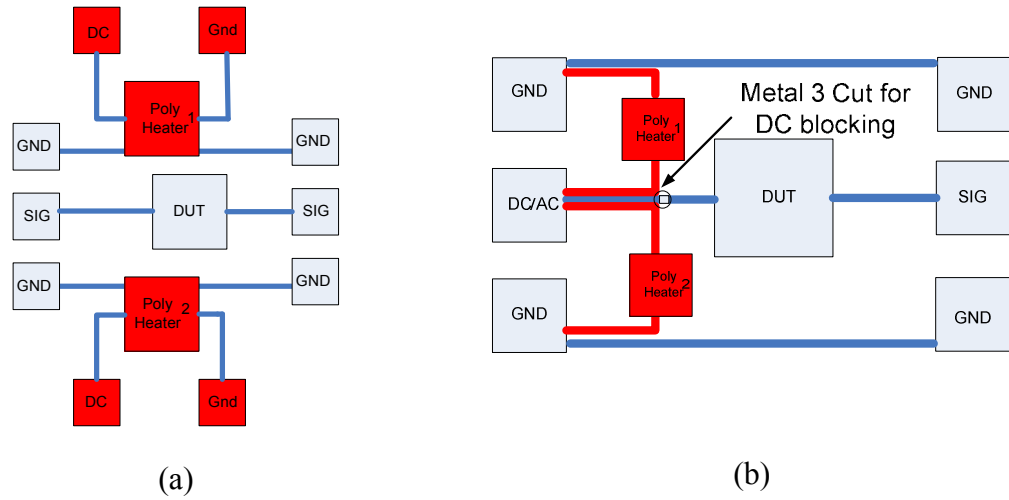 DC
Gnd
Poly
Heater 1
GND
GND
SIG
DUT
SIG
GND
GND
Poly
Heater 2
DC
Gnd
(a)
GND
Poly
Heater 1
Metal 3 Cut for
DC blocking
GND
DC/AC
DUT
SIG
GND
Poly
Heater 2
GND
(b)